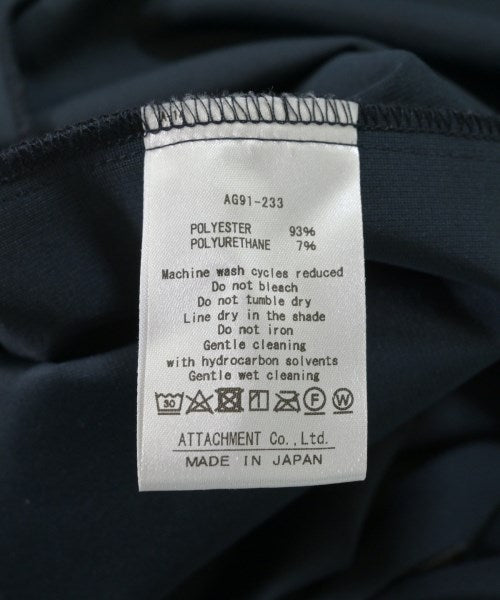 AG91-233
POLYESTER 93%
POLYURETHANE 7%
Machine wash cycles reduced
Do not bleach
Do not tumble dry
Line dry in the shade
Do not iron
Gentle cleaning
with hydrocarbon solvents
Gentle wet cleaning
30 F W
ATTACHMENT Co.,Ltd.
MADE IN JAPAN